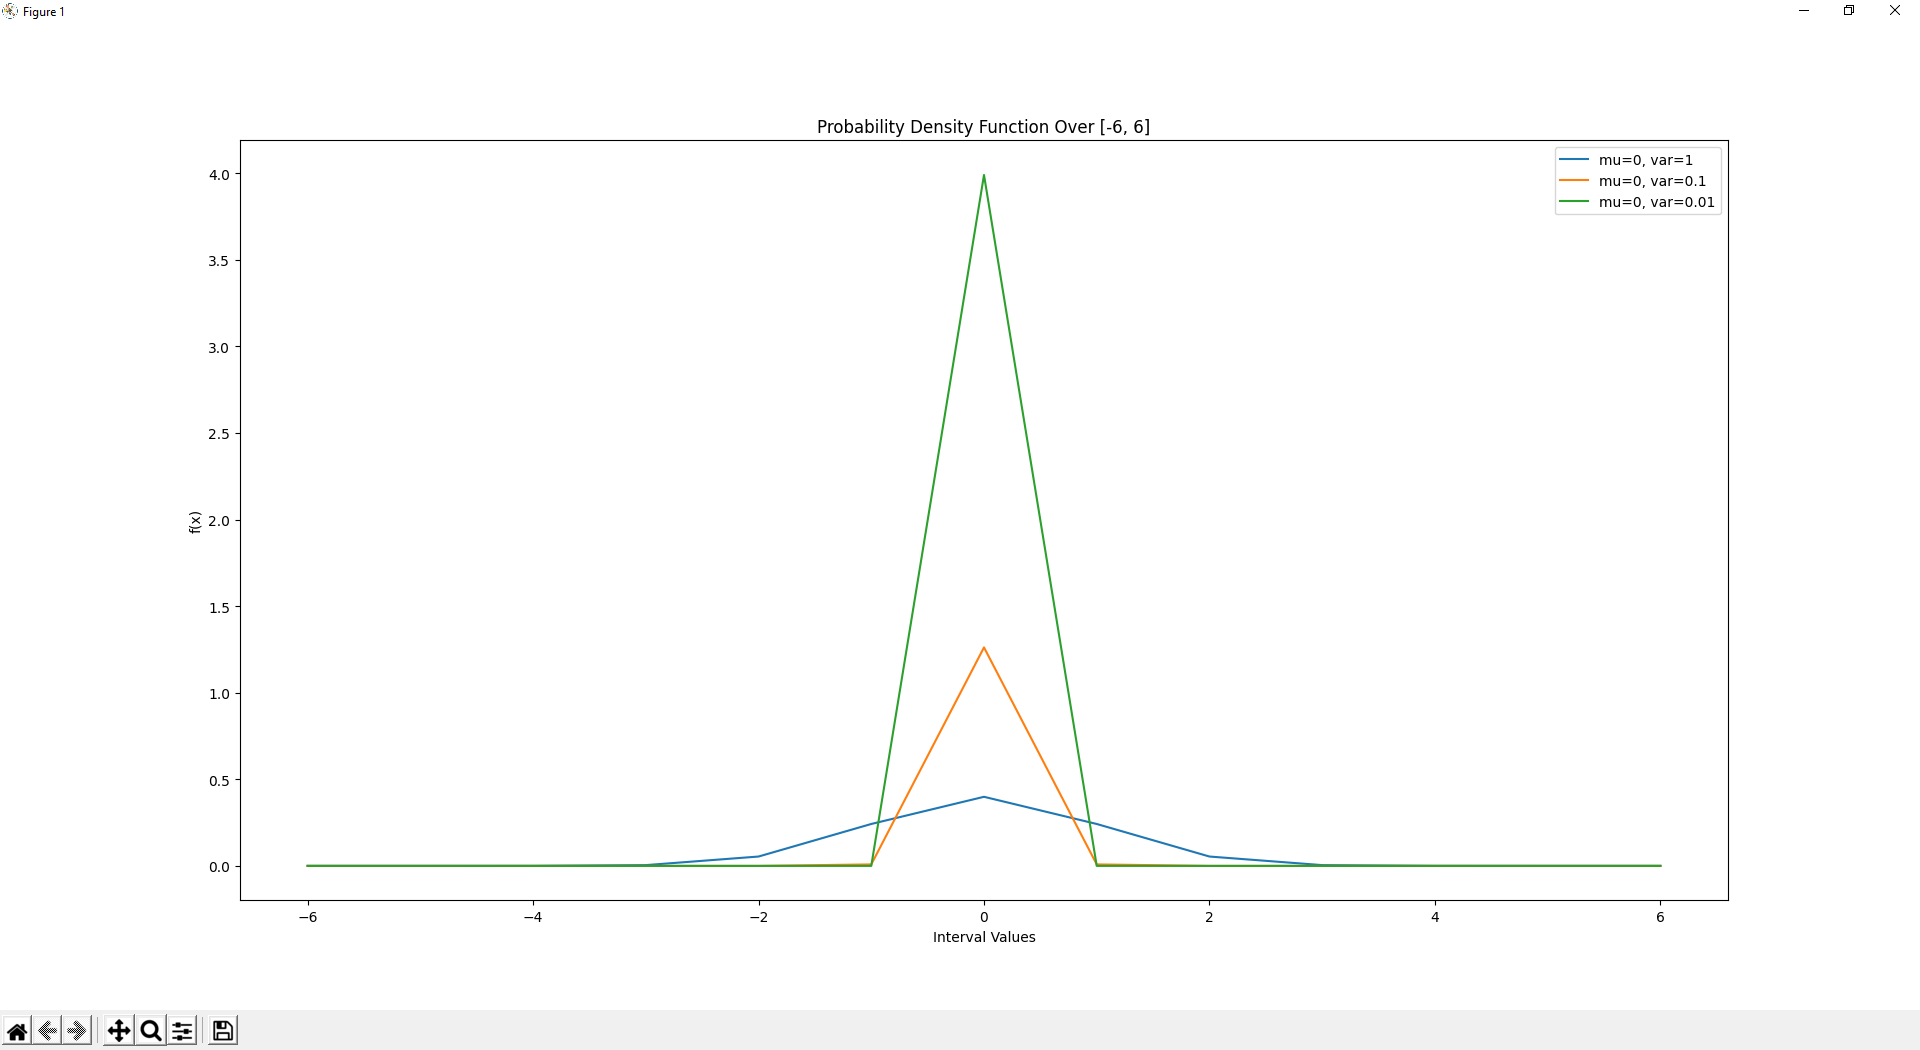 Figure 1
Probability Density Function Over [-6, 6]
mu=0, var=1
mu=0, var=0.1
mu=0, var=0.01
4.0
3.5
3.0
2.5
2.0
1.5
1.0
0.5
0.0
f(x)
−6 −4 −2 0 2 4 6
Interval Values